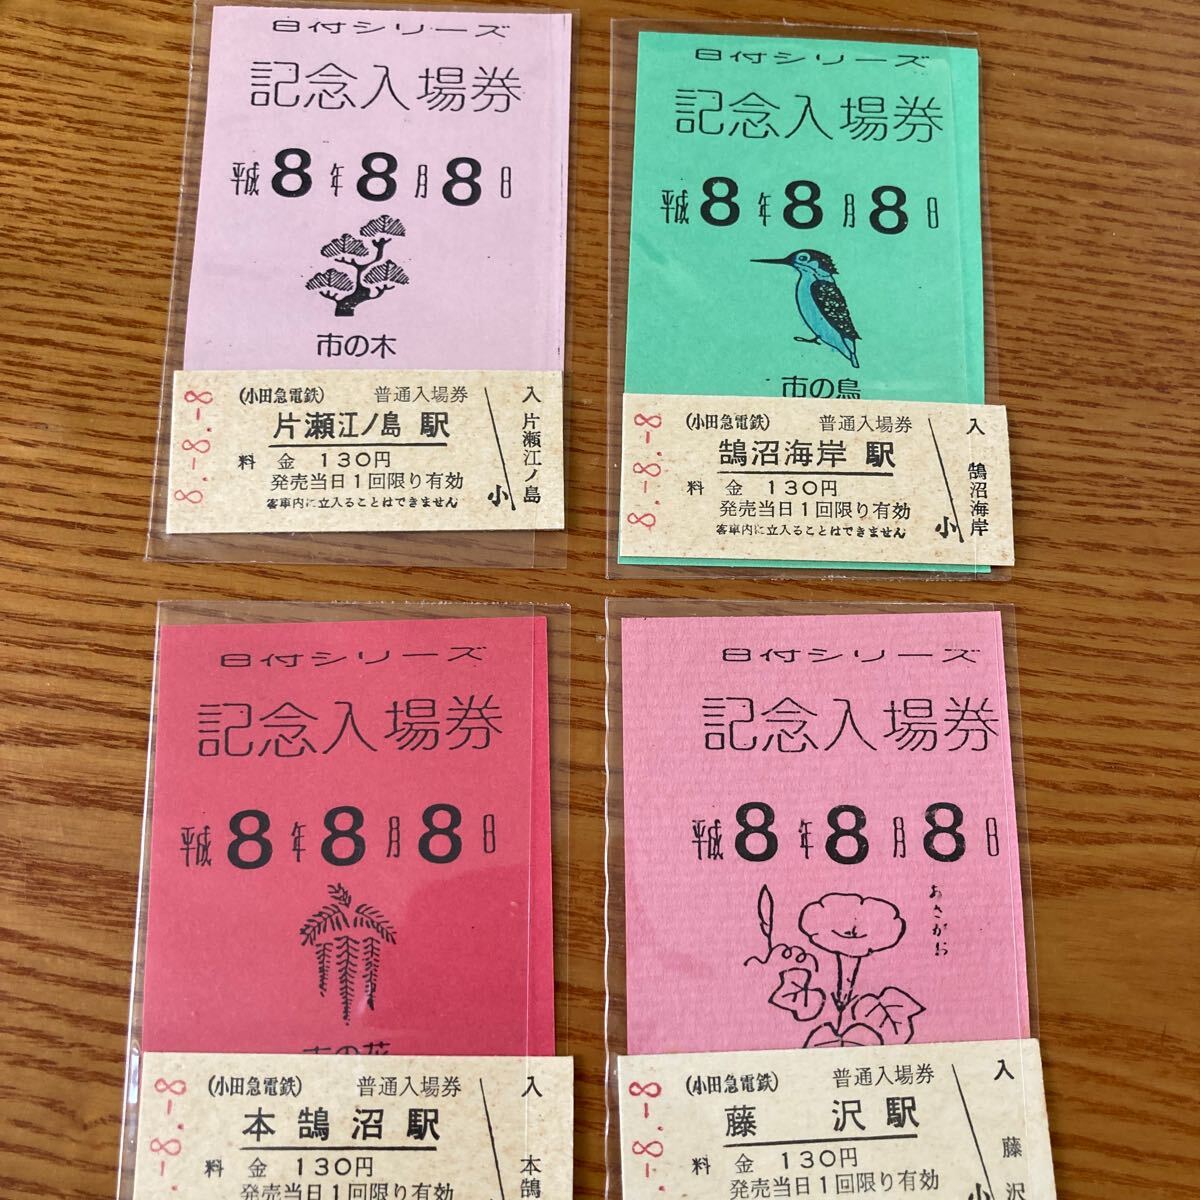 日付シリーズ
記念入場券
平成8年8月8日
市の木
8.-8.-8
(小田急電鉄) 普通入場券
片瀬江ノ島 駅
料 金 130円
発売当日1回限り有効
客車内に立入ることはできません
小
入
片瀬江ノ島
日付シリーズ
記念入場券
平成8年8月8日
市の鳥
8.-8.-8
(小田急電鉄) 普通入場券
鵠沼海岸 駅
料 金 130円
発売当日1回限り有効
客車内に立入ることはできません
小
入
鵠沼海岸
日付シリーズ
記念入場券
平成8年8月8日
市の花
8.-8
(小田急電鉄) 普通入場券
本鵠沼駅
料 金 130円
発売当日1回限り有効
入
本鵠
日付シリーズ
記念入場券
平成8年8月8日
あさがお
8.-8
(小田急電鉄) 普通入場券
藤 沢駅
料 金 130円
発売当日1回限り有効
小
入
藤沢